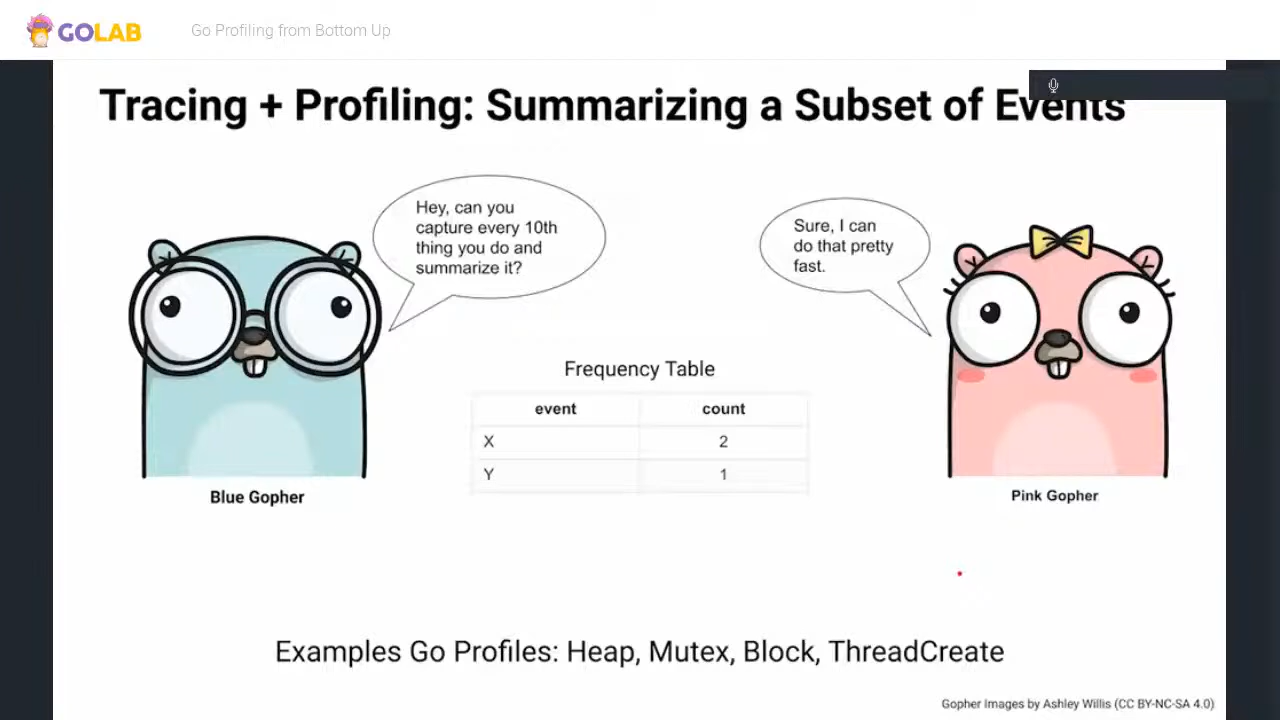 GOLAB
Go Profiling from Bottom Up
Tracing + Profiling: Summarizing a Subset of Events
Hey, can you
capture every 10th
thing you do and
summarize it?
Sure, I can
do that pretty
fast.
Frequency Table
event count
X 2
Y 1
Blue Gopher
Pink Gopher
Examples Go Profiles: Heap, Mutex, Block, ThreadCreate
Gopher Images by Ashley Willis (CC BY-NC-SA 4.0)